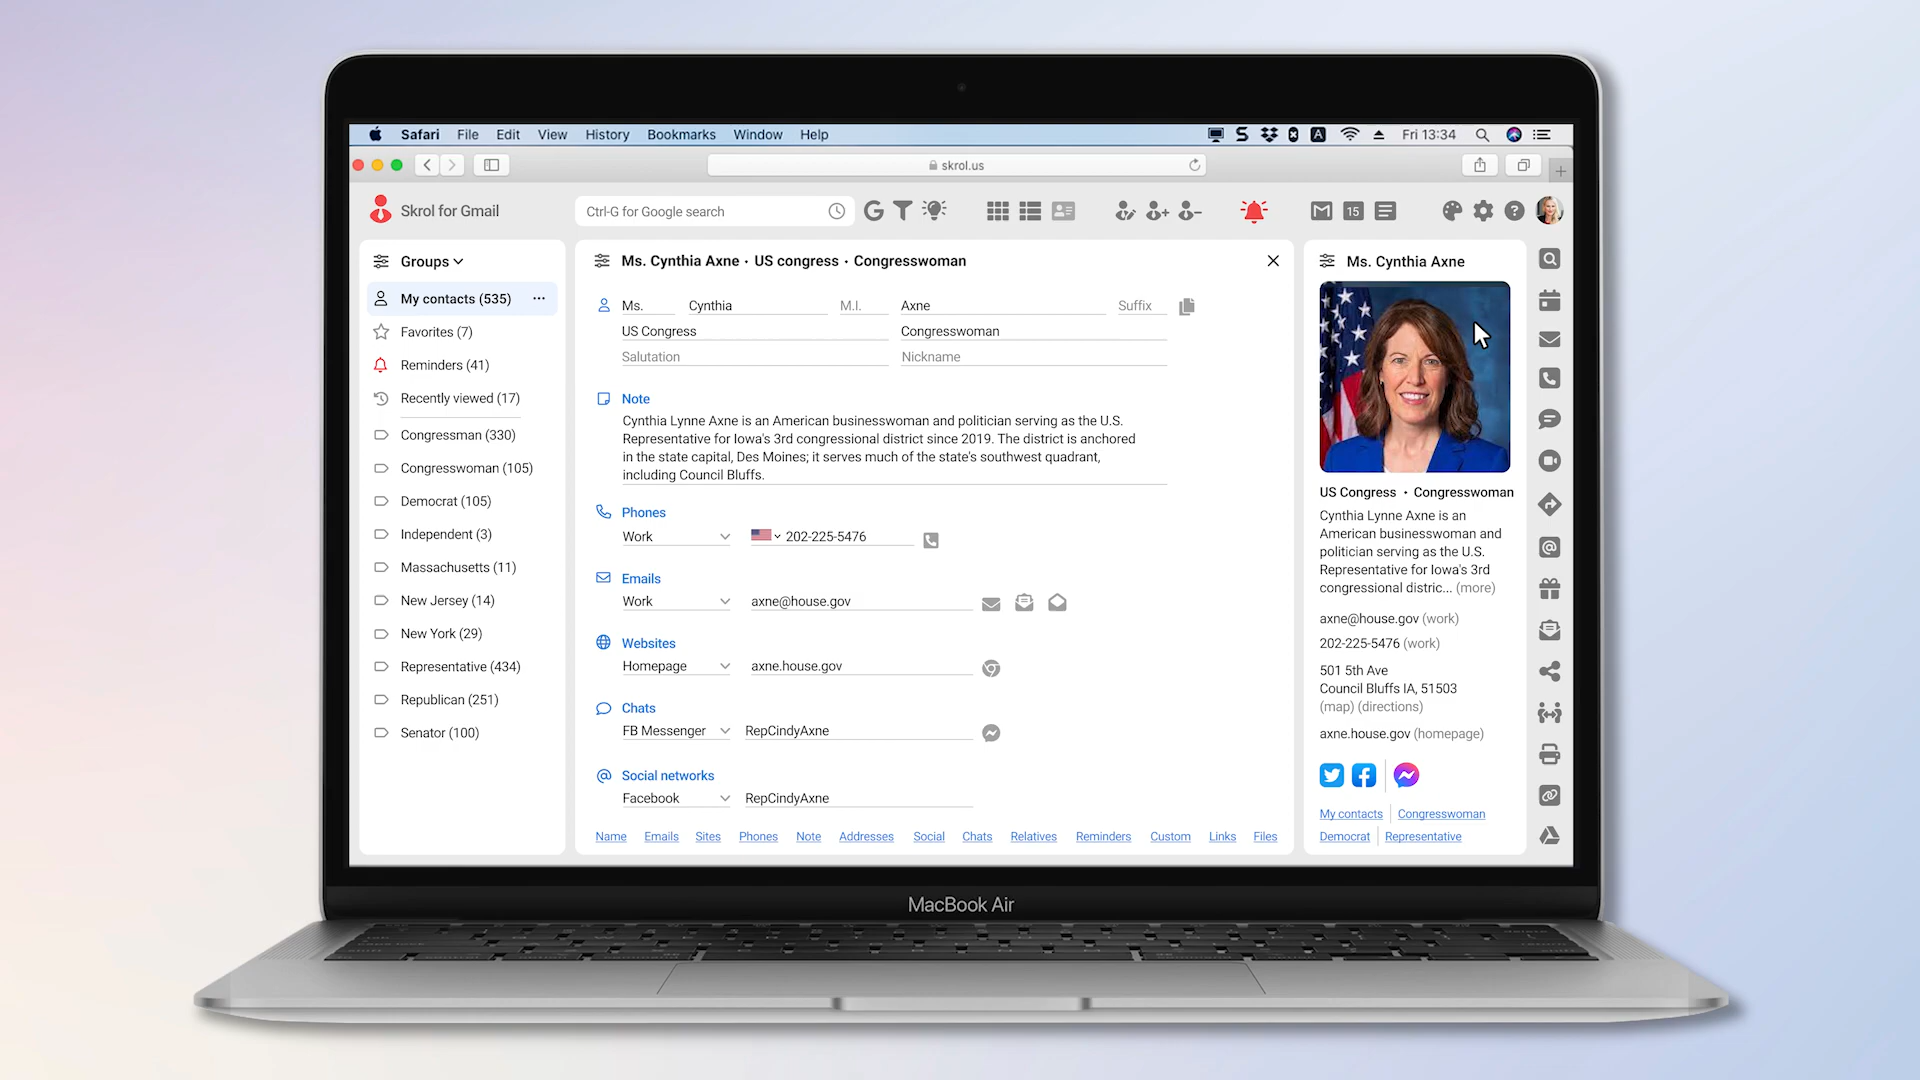 Safari File Edit View History Bookmarks Window Help
Fri 13:34
skrol.us
Skrol for Gmail
Ctrl-G for Google search
15
Groups
My contacts (535)
Favorites (7)
Reminders (41)
Recently viewed (17)
Congressman (330)
Congresswoman (105)
Democrat (105)
Independent (3)
Massachusetts (11)
New Jersey (14)
New York (29)
Representative (434)
Republican (251)
Senator (100)
Ms. Cynthia Axne • US congress • Congresswoman
Ms. Cynthia M.I. Axne Suffix
US Congress Congresswoman
Salutation Nickname
Note
Cynthia Lynne Axne is an American businesswoman and politician serving as the U.S.
Representative for Iowa's 3rd congressional district since 2019. The district is anchored
in the state capital, Des Moines; it serves much of the state's southwest quadrant,
including Council Bluffs.
Phones
Work 202-225-5476
Emails
Work axne@house.gov
Websites
Homepage axne.house.gov
Chats
FB Messenger RepCindyAxne
Social networks
Facebook RepCindyAxne
Name Emails Sites Phones Note Addresses Social Chats Relatives Reminders Custom Links Files
Ms. Cynthia Axne
US Congress • Congresswoman
Cynthia Lynne Axne is an
American businesswoman and
politician serving as the U.S.
Representative for Iowa's 3rd
congressional distric... (more)
axne@house.gov (work)
202-225-5476 (work)
501 5th Ave
Council Bluffs IA, 51503
(map) (directions)
axne.house.gov (homepage)
My contacts Congresswoman
Democrat Representative
MacBook Air